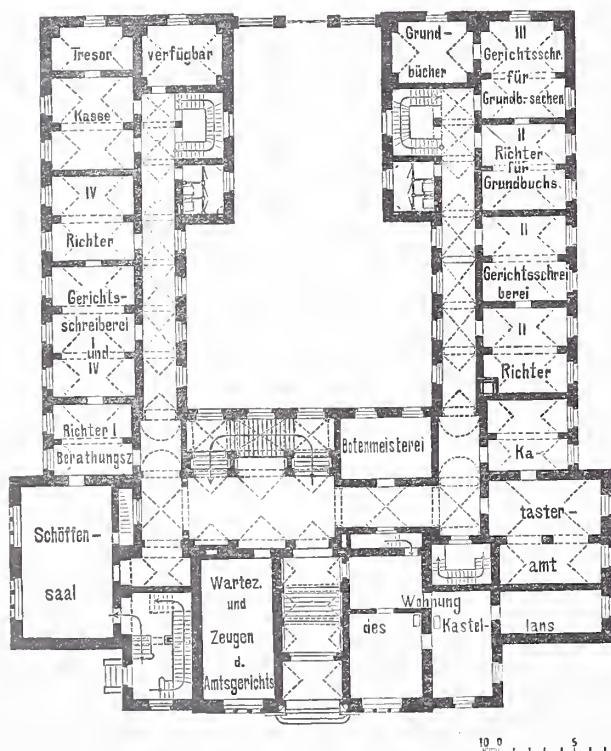 Tresor
verfügbar
Grund-
bücher
III
Gerichtsschr.
für
Grundb.-sachen
Kasse
II
Richter
für
Grundbuchs.
IV
Richter
II
Gerichtsschrei
berei
Gerichts-
schreiberei
I
und
IV
II
Richter
Richter I
Berathungsz.
Botenmeisterei
Ka-
taster-
amt
Schöffen-
saal
Wartez.
und
Zeugen
d.
Amtsgerichts
Wohnung
des Kastel-lans
10 0 5